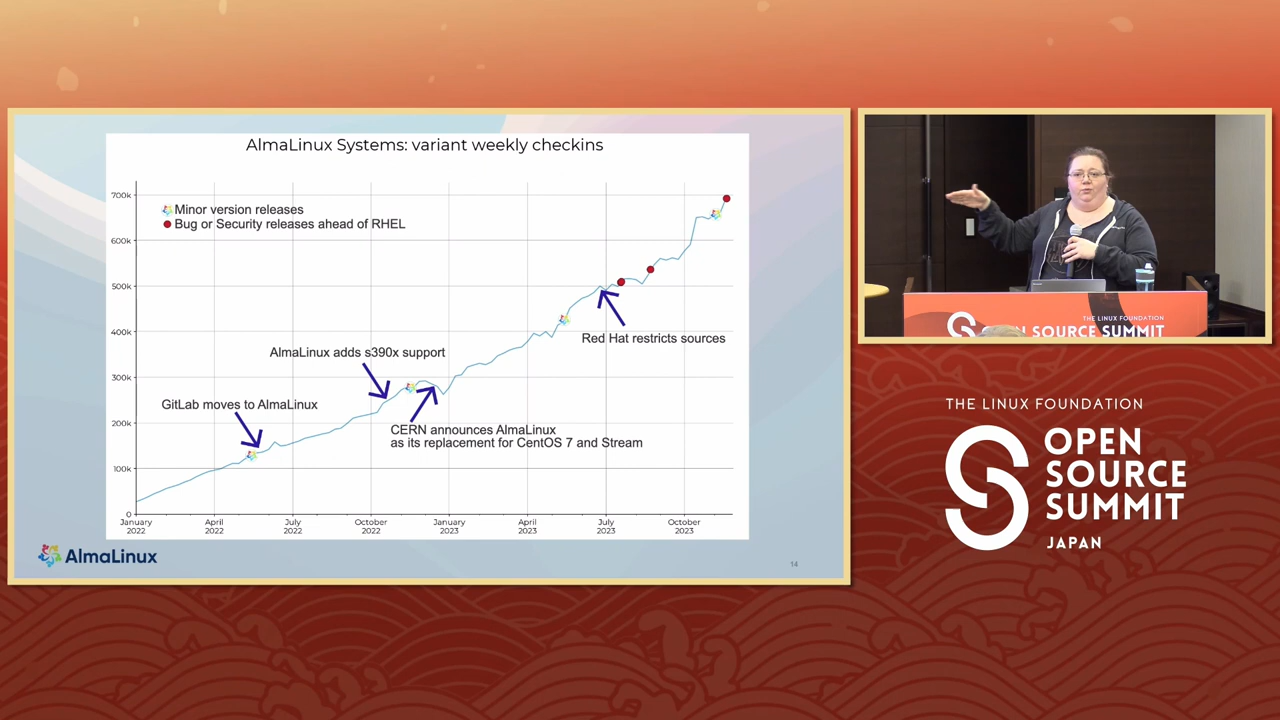 AlmaLinux Systems: variant weekly checkins
700k
600k
500k
400k
300k
200k
100k
0
Minor version releases
Bug or Security releases ahead of RHEL
Red Hat restricts sources
AlmaLinux adds s390x support
GitLab moves to AlmaLinux
CERN announces AlmaLinux
as its replacement for CentOS 7 and Stream
January
2022
April
2022
July
2022
October
2022
January
2023
April
2023
July
2023
October
2023
AlmaLinux
14
THE LINUX FOUNDATION
OPEN SOURCE SUMMIT
THE LINUX FOUNDATION
OPEN
SOURCE
SUMMIT
JAPAN